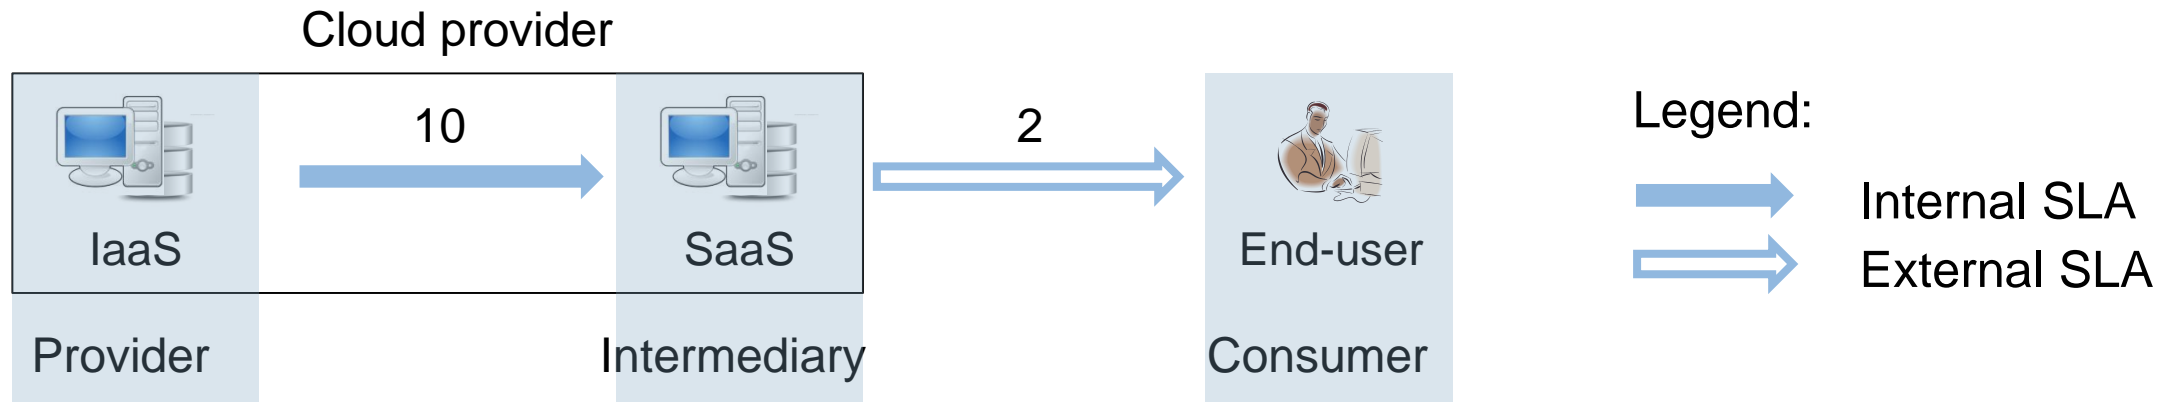 Cloud provider
10
2
IaaS
SaaS
End-user
Provider
Intermediary
Consumer
Legend:
Internal SLA
External SLA